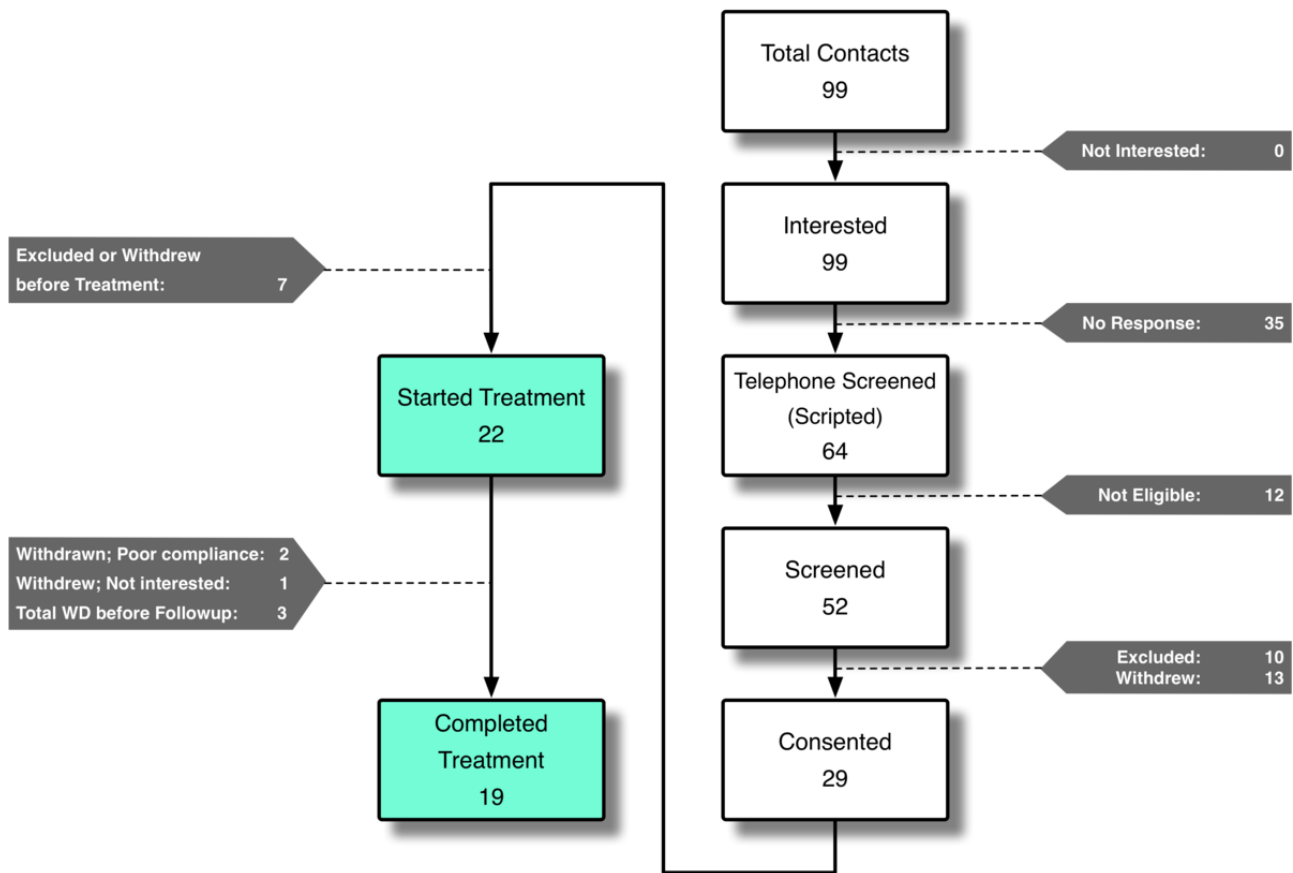 Total Contacts
99
Not Interested: 0
Interested
99
No Response: 35
Telephone Screened
(Scripted)
64
Not Eligible: 12
Screened
52
Excluded: 10
Withdrew: 13
Consented
29
Excluded or Withdrew
before Treatment: 7
Started Treatment
22
Withdrawn; Poor compliance: 2
Withdrew; Not interested: 1
Total WD before Followup: 3
Completed
Treatment
19